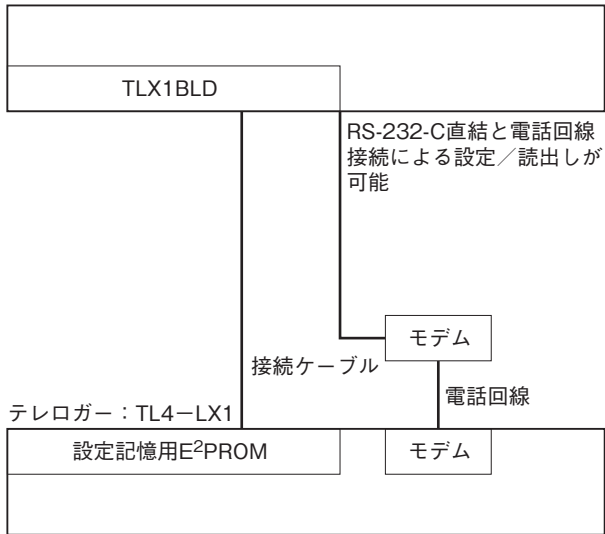 TLX1BLD
RS-232-C直結と電話回線
接続による設定／読出しが
可能
モデム
接続ケーブル
電話回線
テレロガー：TL4－LX1
設定記憶用E²PROM
モデム